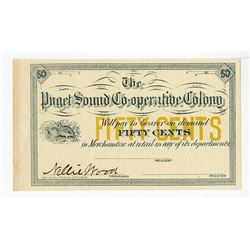 50 50
The
Puget Sound Co-operative Colony
Will pay to bearer on demand
FIFTY CENTS
FIFTY CENTS
in Merchandise at retail in any of its departments.
PRESIDENT
Nellie Wood
TREASURER
REGISTER